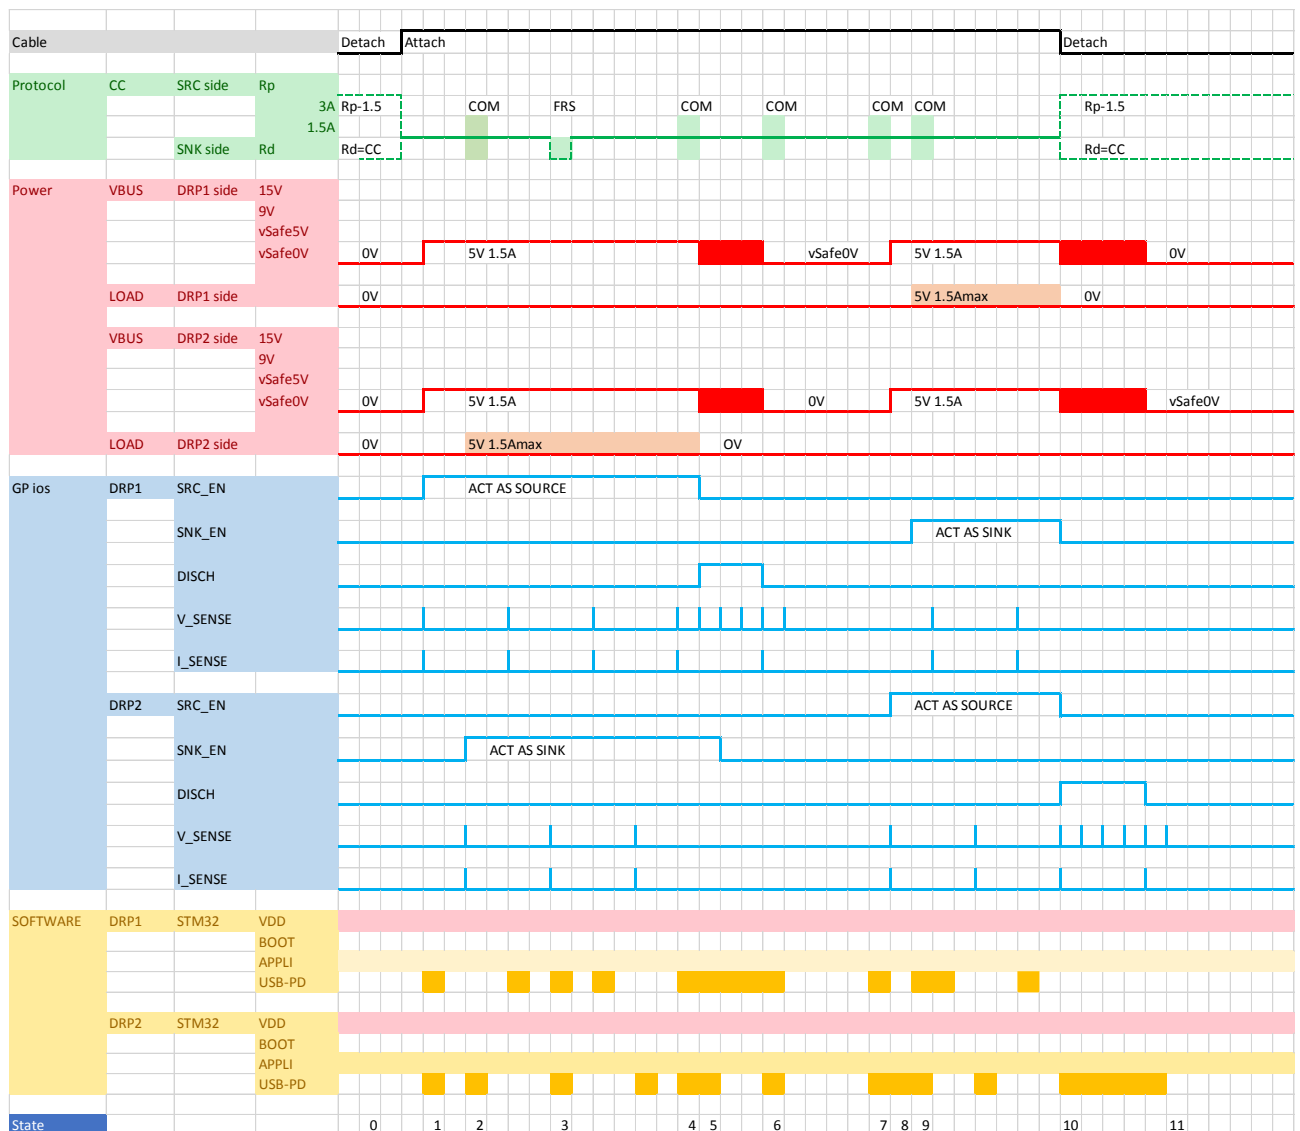 Cable Detach Attach Detach
Protocol CC SRC side Rp
3A Rp-1.5 COM FRS COM COM COM COM Rp-1.5
1.5A
SNK side Rd Rd=CC Rd=CC
Power VBUS DRP1 side 15V
9V
vSafe5V
vSafe0V 0V 5V 1.5A vSafe0V 5V 1.5A 0V
LOAD DRP1 side 0V 5V 1.5Amax 0V
VBUS DRP2 side 15V
9V
vSafe5V
vSafe0V 0V 5V 1.5A 0V 5V 1.5A vSafe0V
LOAD DRP2 side 0V 5V 1.5Amax OV
GP ios DRP1 SRC_EN ACT AS SOURCE
SNK_EN ACT AS SINK
DISCH
V_SENSE
I_SENSE
DRP2 SRC_EN ACT AS SOURCE
SNK_EN ACT AS SINK
DISCH
V_SENSE
I_SENSE
SOFTWARE DRP1 STM32 VDD
BOOT
APPLI
USB-PD
DRP2 STM32 VDD
BOOT
APPLI
USB-PD
State 0 1 2 3 4 5 6 7 8 9 10 11